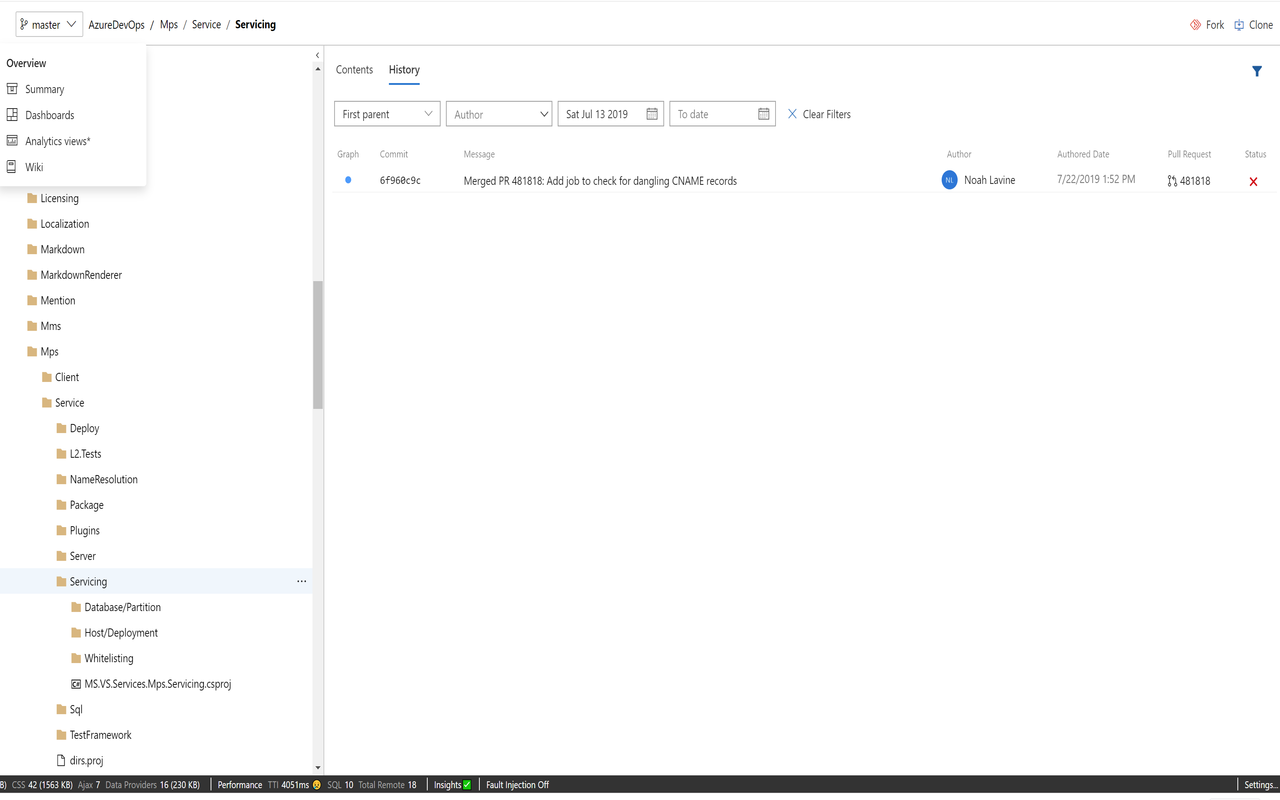 master AzureDevOps / Mps / Service / Servicing Fork Clone
Overview
Summary
Dashboards
Analytics views*
Wiki
Licensing
Localization
Markdown
MarkdownRenderer
Mention
Mms
Mps
Client
Service
Deploy
L2.Tests
NameResolution
Package
Plugins
Server
Servicing ...
Database/Partition
Host/Deployment
Whitelisting
C# MS.VS.Services.Mps.Servicing.csproj
Sql
TestFramework
dirs.proj
Contents History
First parent Author Sat Jul 13 2019 To date Clear Filters
Graph Commit Message Author Authored Date Pull Request Status
6f960c9c Merged PR 481818: Add job to check for dangling CNAME records NL Noah Lavine 7/22/2019 1:52 PM 481818
B) CSS 42 (1563 KB) Ajax 7 Data Providers 16 (230 KB) Performance TTI 4051ms SQL 10 Total Remote 18 Insights Fault Injection Off Settings...